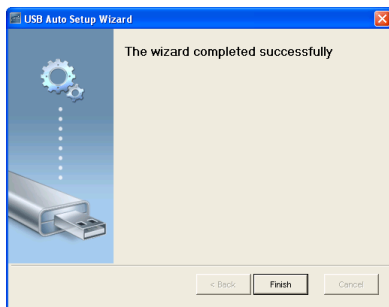 USB Auto Setup Wizard
The wizard completed successfully
< Back
Finish
Cancel